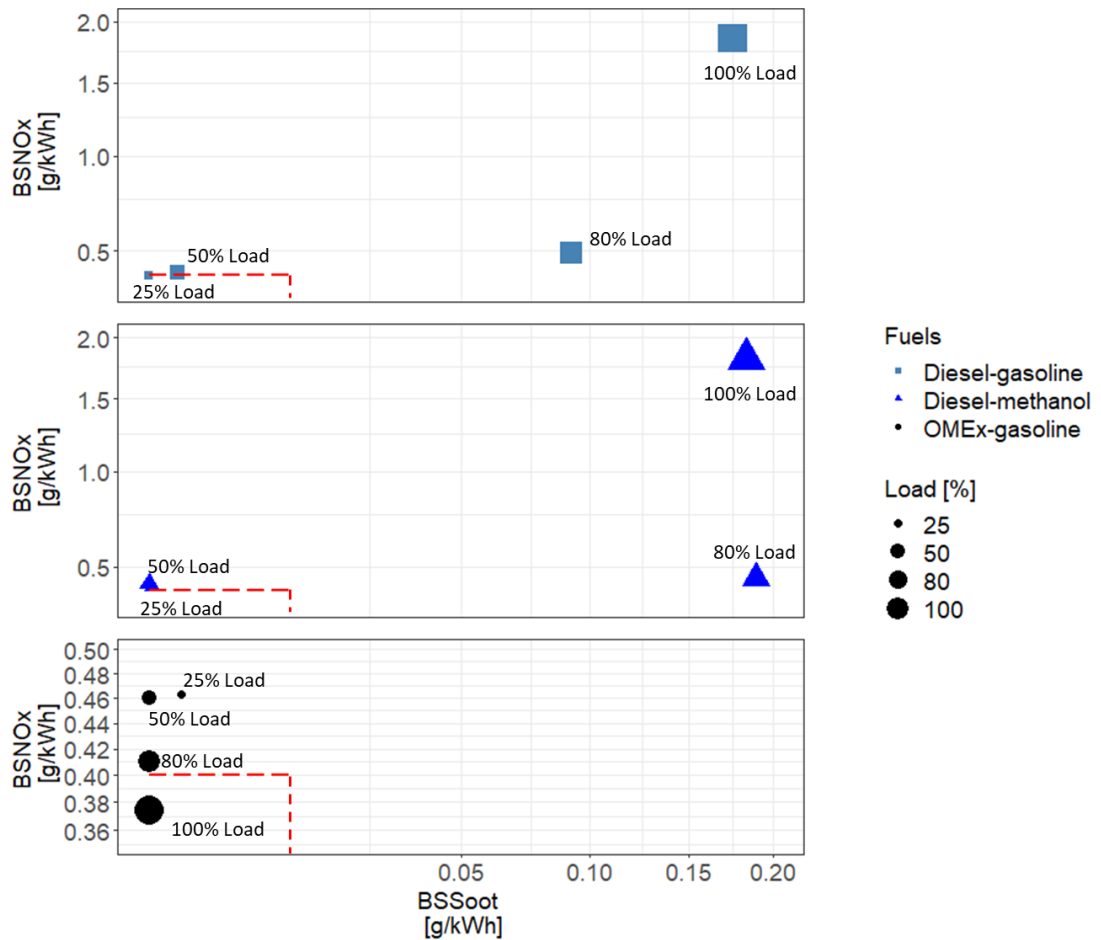 BSNOx
[g/kWh]
2.0
1.5
1.0
0.5
100% Load
80% Load
50% Load
25% Load
BSNOx
[g/kWh]
2.0
1.5
1.0
0.5
100% Load
80% Load
50% Load
25% Load
BSNOx
[g/kWh]
0.50
0.48
0.46
0.44
0.42
0.40
0.38
0.36
25% Load
50% Load
80% Load
100% Load
0.05 0.10 0.15 0.20
BSSoot
[g/kWh]
Fuels
Diesel-gasoline
Diesel-methanol
OMEx-gasoline
Load [%]
25
50
80
100